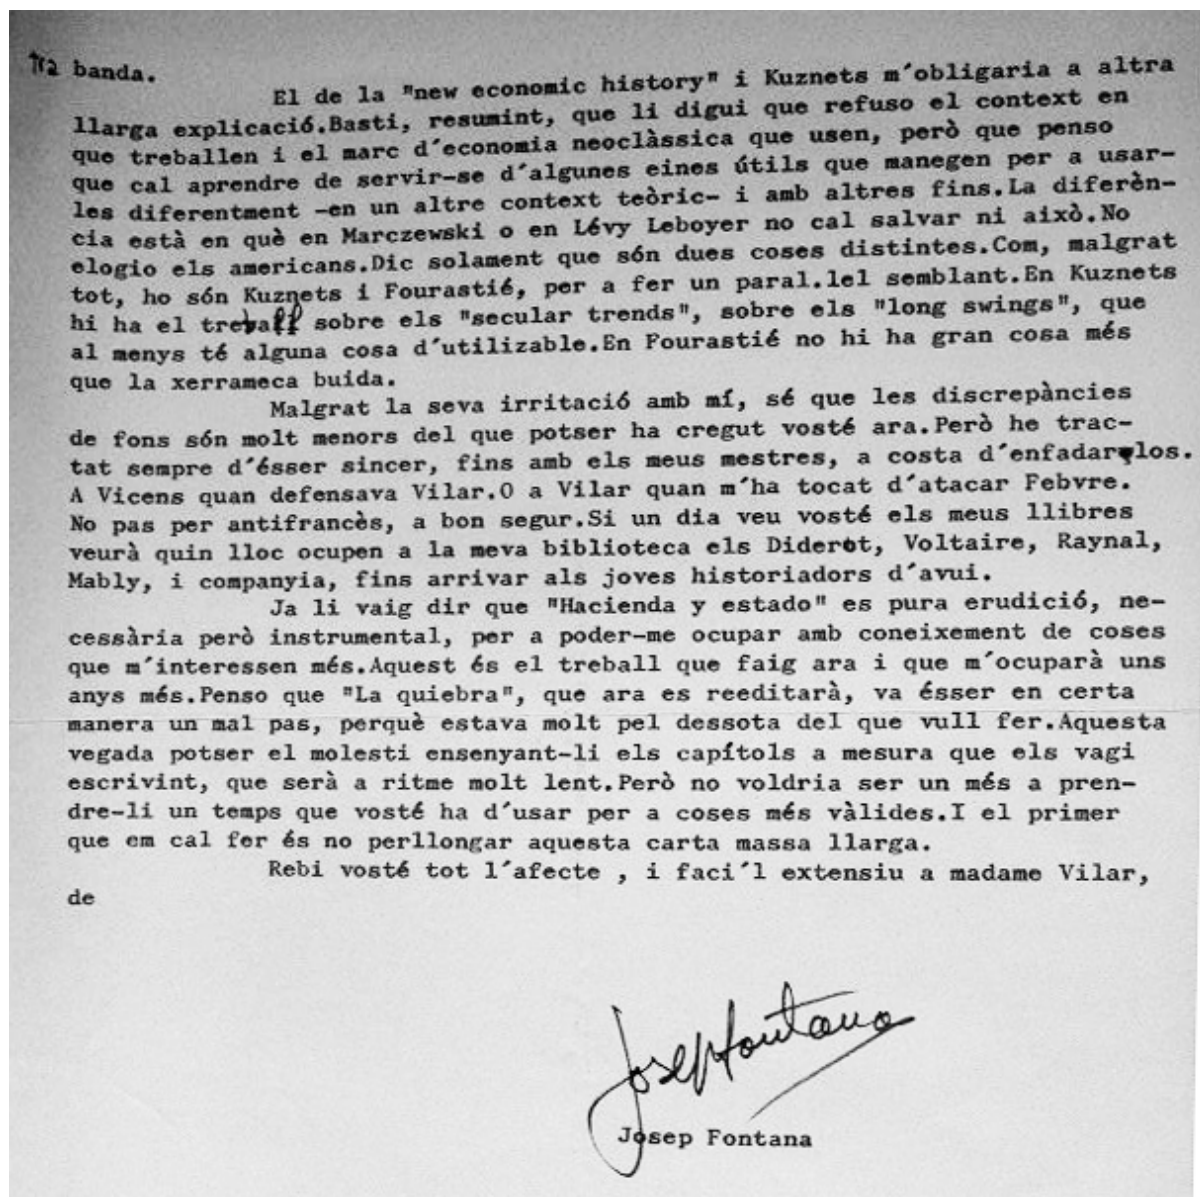 tra banda.
El de la "new economic history" i Kuznets m´obligaria a altra
llarga explicació.Basti, resumint, que li digui que refuso el context en
que treballen i el marc d´economia neoclàssica que usen, però que penso
que cal aprendre de servir-se d´algunes eines útils que manegen per a usar-
les diferentment -en un altre context teòric- i amb altres fins.La diferèn-
cia està en què en Marczewski o en Lévy Leboyer no cal salvar ni això.No
elogio els americans.Dic solament que són dues coses distintes.Com, malgrat
tot, ho són Kuznets i Fourastié, per a fer un paral.lel semblant.En Kuznets
hi ha el treball sobre els "secular trends", sobre els "long swings", que
al menys té alguna cosa d´utilizable.En Fourastié no hi ha gran cosa més
que la xerrameca buida.
Malgrat la seva irritació amb mí, sé que les discrepàncies
de fons són molt menors del que potser ha cregut vosté ara.Però he trac-
tat sempre d´ésser sincer, fins amb els meus mestres, a costa d´enfadar-los.
A Vicens quan defensava Vilar.O a Vilar quan m´ha tocat d´atacar Febvre.
No pas per antifrancès, a bon segur.Si un dia veu vosté els meus llibres
veurà quin lloc ocupen a la meva biblioteca els Diderot, Voltaire, Raynal,
Mably, i companyia, fins arrivar als joves historiadors d´avui.
Ja li vaig dir que "Hacienda y estado" es pura erudició, ne-
cessària però instrumental, per a poder-me ocupar amb coneixement de coses
que m´interessen més.Aquest és el treball que faig ara i que m´ocuparà uns
anys més.Penso que "La quiebra", que ara es reeditarà, va ésser en certa
manera un mal pas, perquè estava molt pel dessota del que vull fer.Aquesta
vegada potser el molesti ensenyant-li els capítols a mesura que els vagi
escrivint, que serà a ritme molt lent.Però no voldria ser un més a pren-
dre-li un temps que vosté ha d´usar per a coses més vàlides.I el primer
que em cal fer és no perllongar aquesta carta massa llarga.
Rebi vosté tot l´afecte , i faci´l extensiu a madame Vilar,
de
Josep Fontana
Josep Fontana